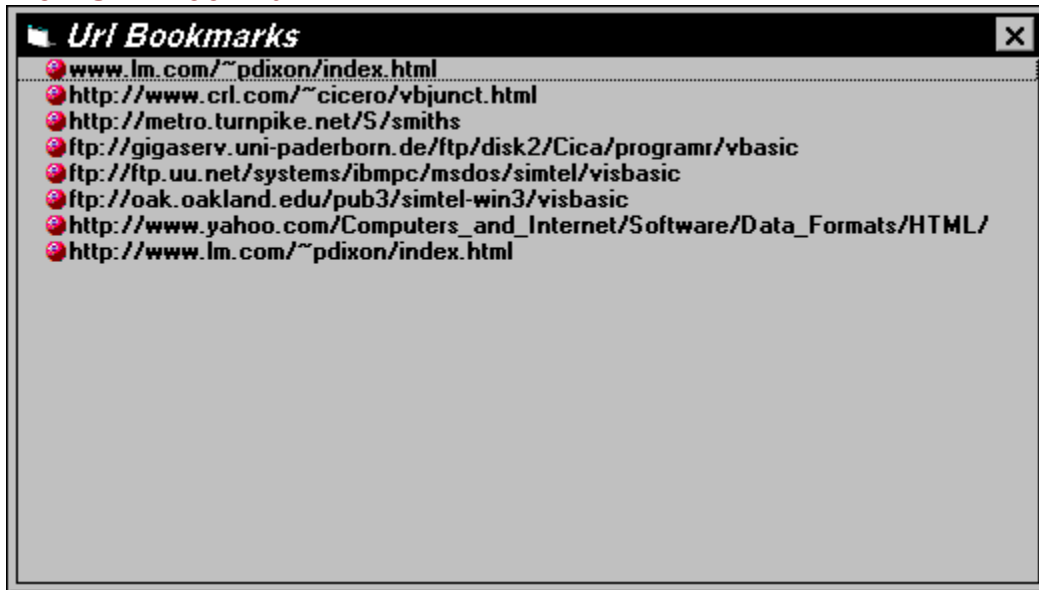 Url Bookmarks
www.lm.com/~pdixon/index.html
http://www.crl.com/~cicero/vbjunct.html
http://metro.turnpike.net/S/smiths
ftp://gigaserv.uni-paderborn.de/ftp/disk2/Cica/programr/vbasic
ftp://ftp.uu.net/systems/ibmpc/msdos/simtel/visbasic
ftp://oak.oakland.edu/pub3/simtel-win3/visbasic
http://www.yahoo.com/Computers_and_Internet/Software/Data_Formats/HTML/
http://www.lm.com/~pdixon/index.html